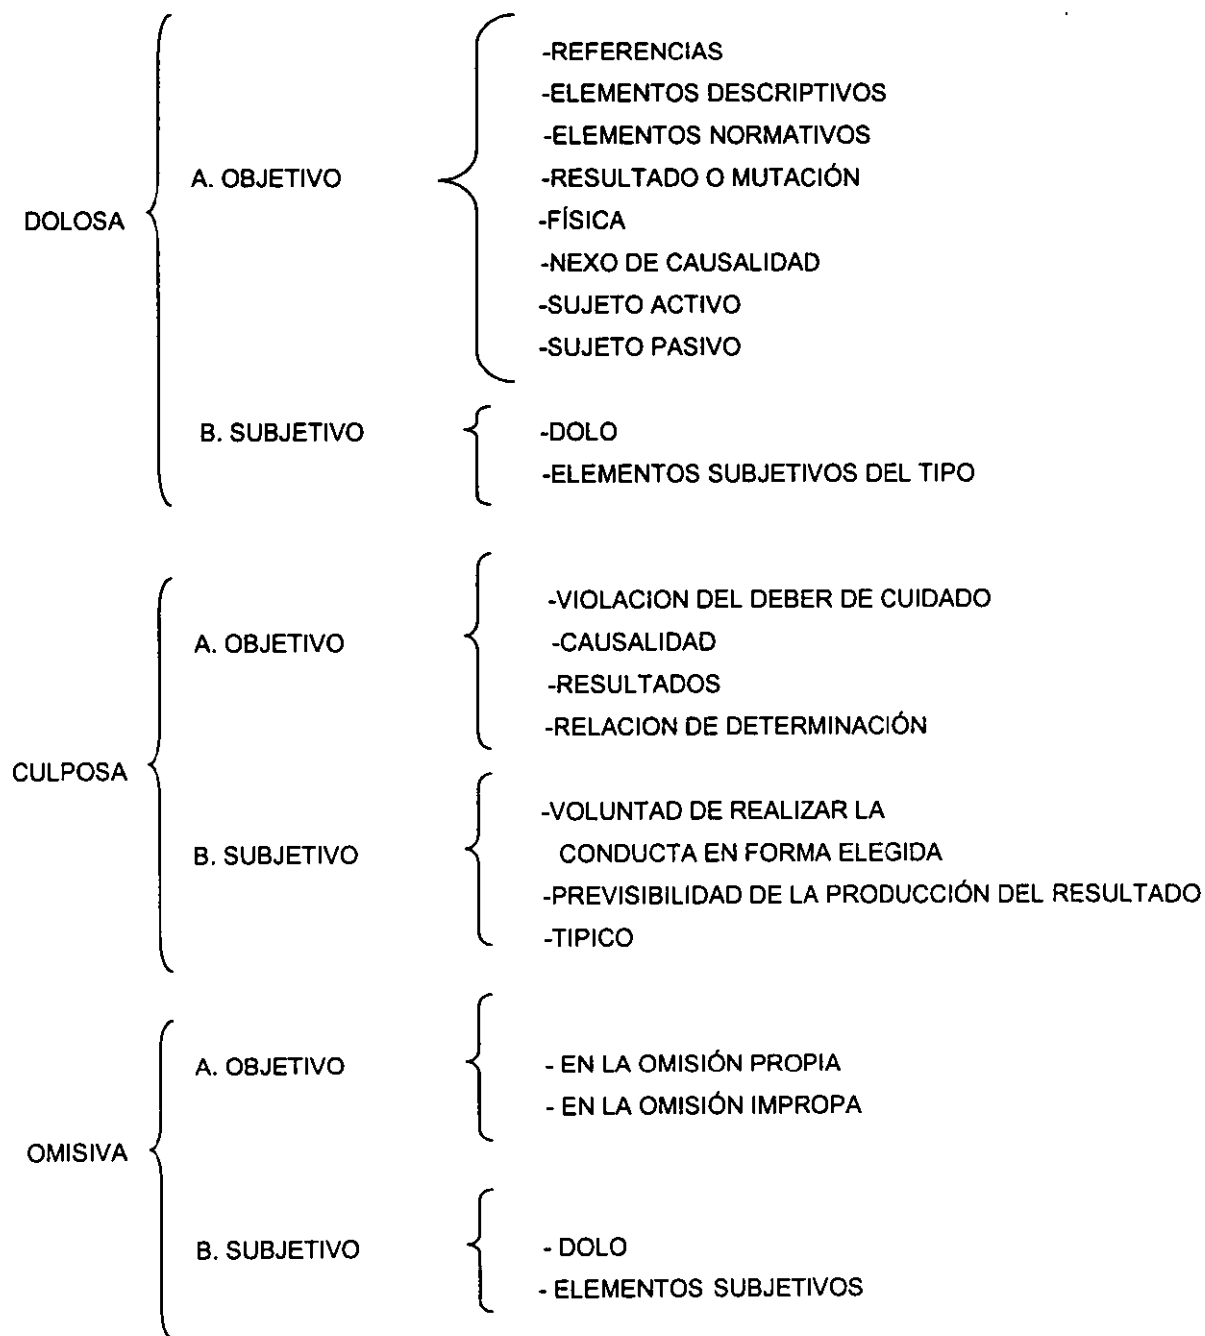 DOLOSA
A. OBJETIVO
-REFERENCIAS
-ELEMENTOS DESCRIPTIVOS
-ELEMENTOS NORMATIVOS
-RESULTADO O MUTACIÓN
-FÍSICA
-NEXO DE CAUSALIDAD
-SUJETO ACTIVO
-SUJETO PASIVO
B. SUBJETIVO
-DOLO
-ELEMENTOS SUBJETIVOS DEL TIPO
CULPOSA
A. OBJETIVO
-VIOLACION DEL DEBER DE CUIDADO
-CAUSALIDAD
-RESULTADOS
-RELACION DE DETERMINACIÓN
B. SUBJETIVO
-VOLUNTAD DE REALIZAR LA
CONDUCTA EN FORMA ELEGIDA
-PREVISIBILIDAD DE LA PRODUCCIÓN DEL RESULTADO
-TIPICO
OMISIVA
A. OBJETIVO
- EN LA OMISIÓN PROPIA
- EN LA OMISIÓN IMPROPA
B. SUBJETIVO
- DOLO
- ELEMENTOS SUBJETIVOS